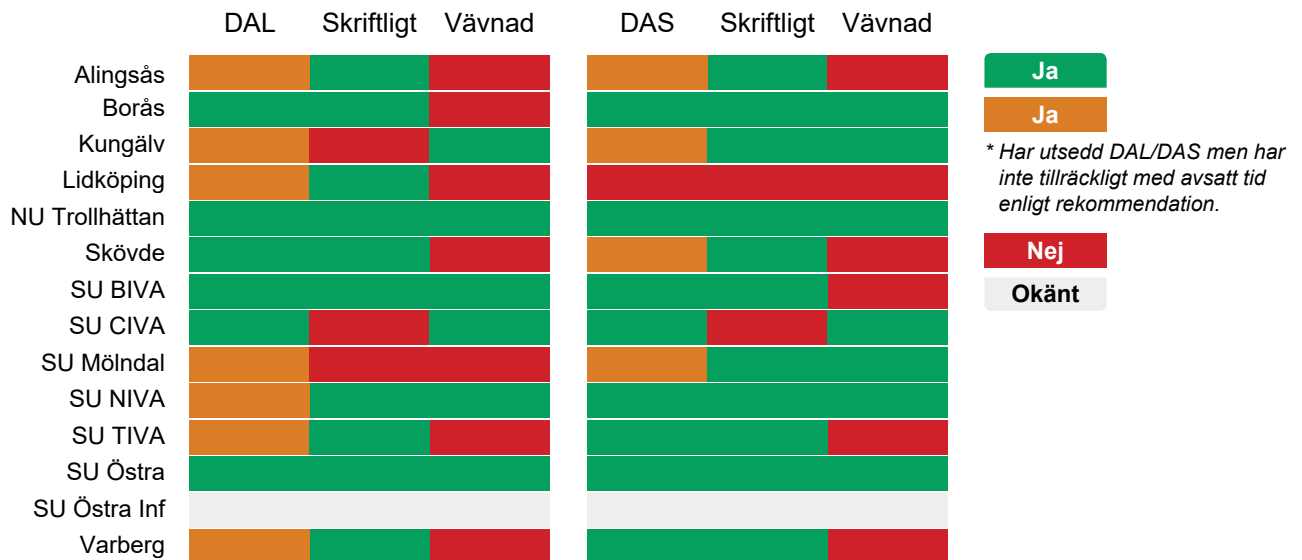 DAL Skriftligt Vävnad DAS Skriftligt Vävnad
Alingsås
Borås
Kungälv
Lidköping
NU Trollhättan
Skövde
SU BIVA
SU CIVA
SU Mölndal
SU NIVA
SU TIVA
SU Östra
SU Östra Inf
Varberg
Ja
Ja
* Har utsedd DAL/DAS men har
inte tillräckligt med avsatt tid
enligt rekommendation.
Nej
Okänt